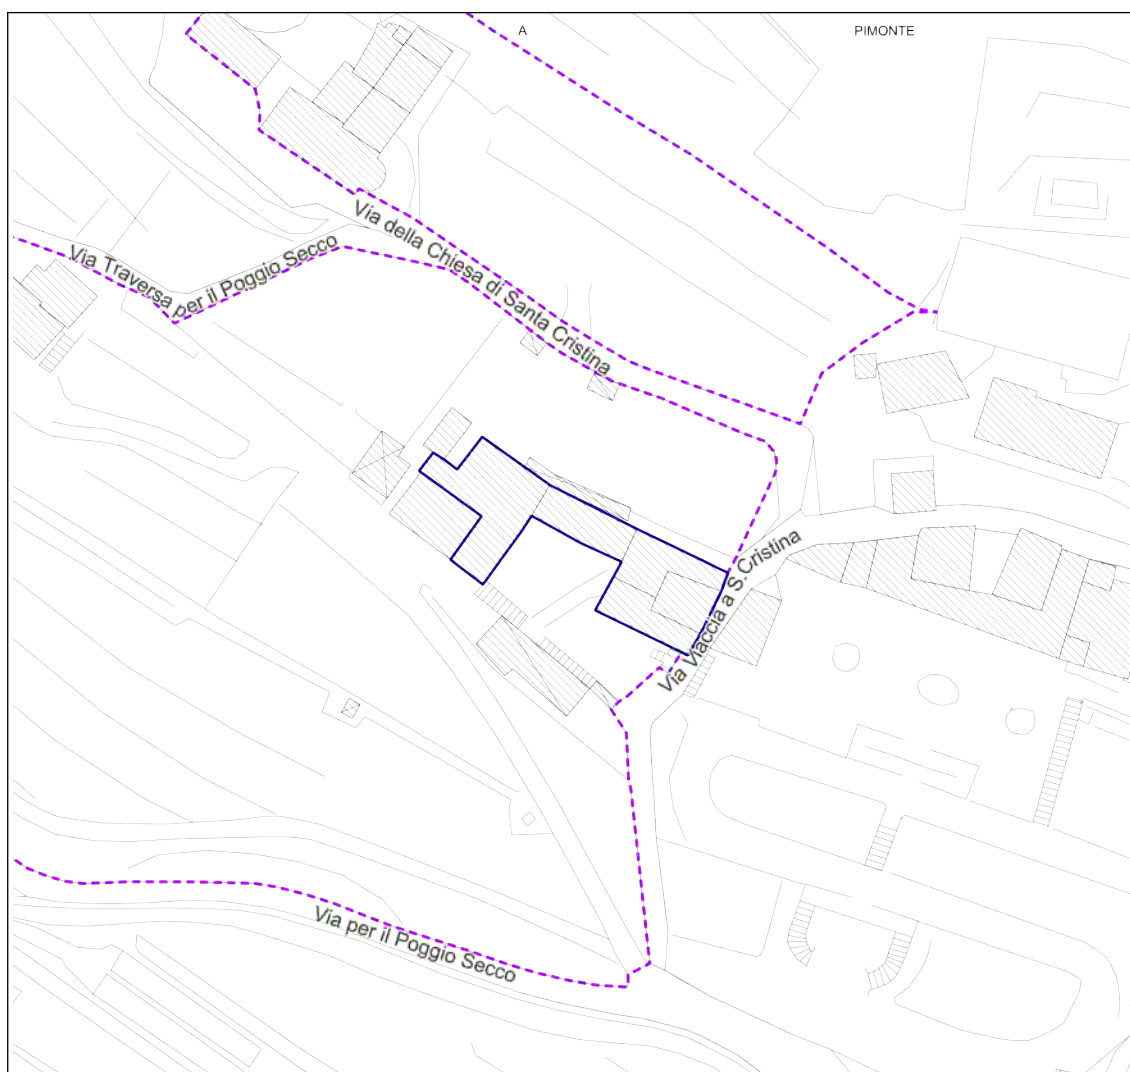 A
PIMONTE
Via della Chiesa di Santa Cristina
Via Traversa per il Poggio Secco
Via Viaccia a S. Cristina
Via per il Poggio Secco